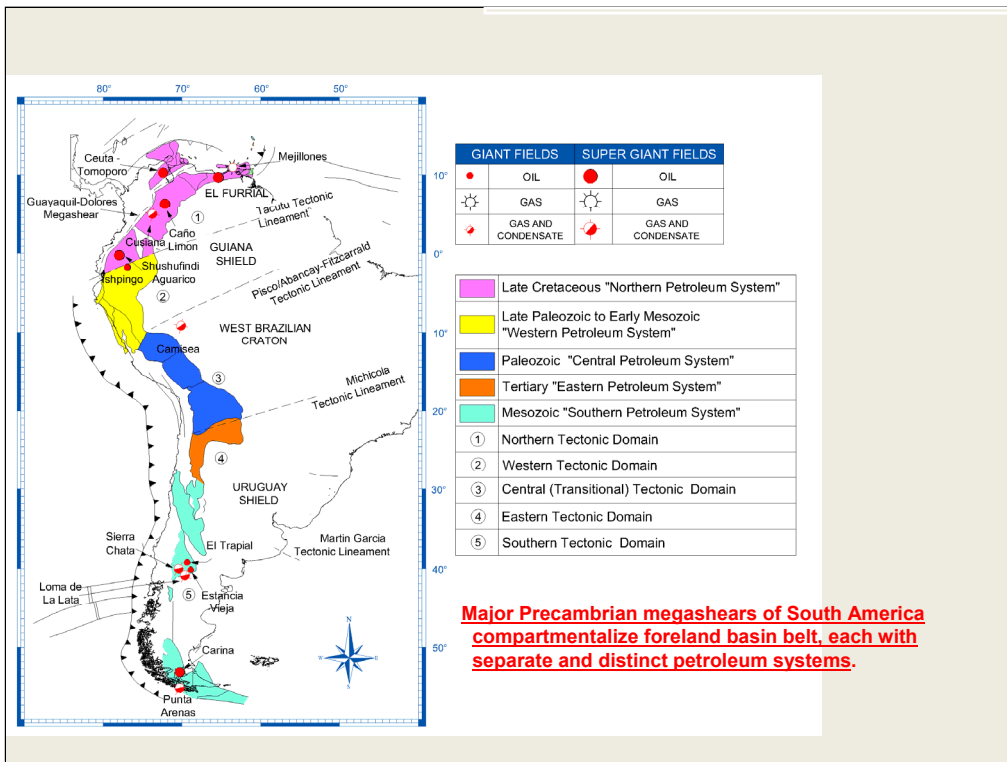 80° 70° 60° 50°
Ceuta -
Tomoporo
Mejillones
10°
EL FURRIAL
Guayaquil-Dolores
Megashear
Tacutu Tectonic
Lineament
1
Caño
Limon
Cusiana
GUIANA
SHIELD
0°
Shushufindi
Aguarico
Ishpingo
Pisco/Abancay-Fitzcarrald
Tectonic Lineament
2
WEST BRAZILIAN
CRATON
10°
Camisea
3
Michicola
Tectonic Lineament
20°
4
URUGUAY
SHIELD
30°
Sierra
Chata
El Trapial
Martin Garcia
Tectonic Lineament
40°
Loma de
La Lata
5
Estancia
Vieja
N
W E
S
Carina
50°
Punta
Arenas
GIANT FIELDS SUPER GIANT FIELDS
OIL OIL
GAS GAS
GAS AND
CONDENSATE
GAS AND
CONDENSATE
Late Cretaceous "Northern Petroleum System"
Late Paleozoic to Early Mesozoic
"Western Petroleum System"
Paleozoic "Central Petroleum System"
Tertiary "Eastern Petroleum System"
Mesozoic "Southern Petroleum System"
1 Northern Tectonic Domain
2 Western Tectonic Domain
3 Central (Transitional) Tectonic Domain
4 Eastern Tectonic Domain
5 Southern Tectonic Domain
Major Precambrian megashears of South America
compartmentalize foreland basin belt, each with
separate and distinct petroleum systems.